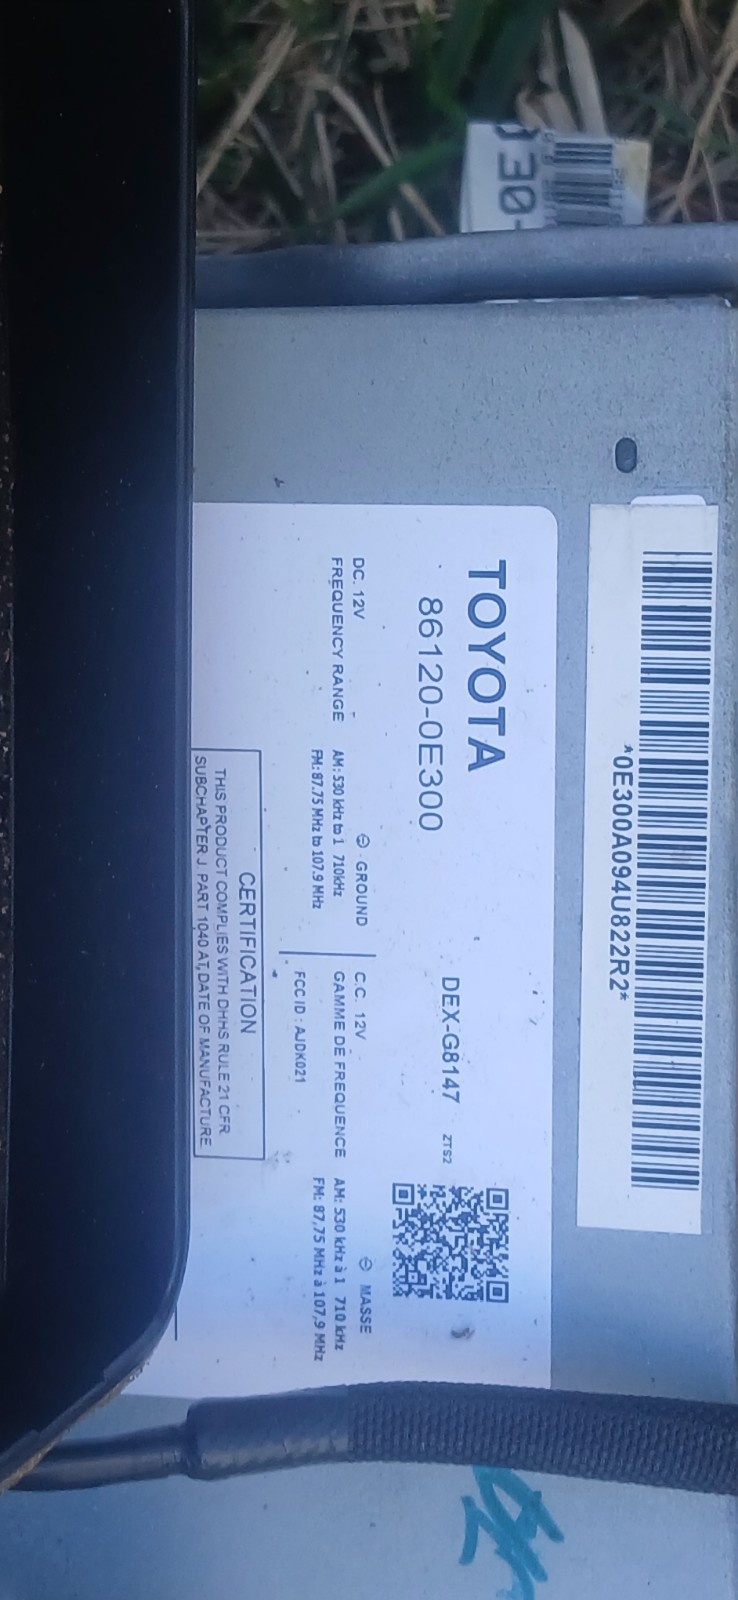 30-
*0E300A094U822R2*
TOYOTA
86120-0E300
DEX-G8147 2TS2
DC. 12V ⊖ GROUND
FREQUENCY RANGE AM: 530 kHz to 1 710kHz
FM: 87.75 MHz to 107.9 MHz
C.C. 12V ⊖ MASSE
GAMME DE FREQUENCE AM: 530 kHz à 1 710 kHz
FM: 87,75 MHz à 107,9 MHz
FCC ID : AJDK021
CERTIFICATION
THIS PRODUCT COMPLIES WITH DHHS RULE 21 CFR
SUBCHAPTER J. PART 1040 AT, DATE OF MANUFACTURE.